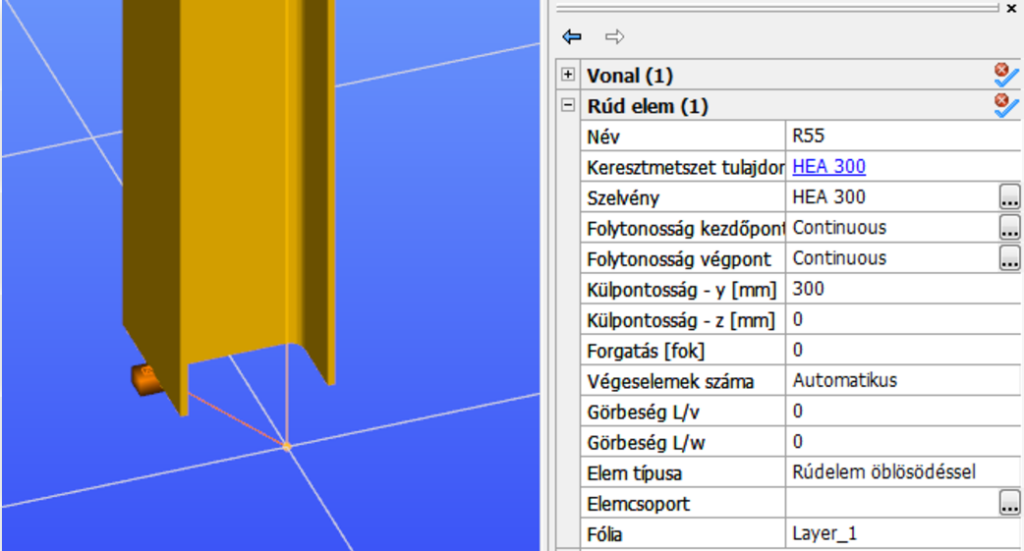 Vonal (1)
Rúd elem (1)
Név R55
Keresztmetszet tulajdor HEA 300
Szelvény HEA 300 ...
Folytonosság kezdőpont Continuous ...
Folytonosság végpont Continuous ...
Külpontosság - y [mm] 300
Külpontosság - z [mm] 0
Forgatás [fok] 0
Végeselemek száma Automatikus
Görbeség L/v 0
Görbeség L/w 0
Elem típusa Rúdelem öblösödéssel
Elemcsoport ...
Fólia Layer_1